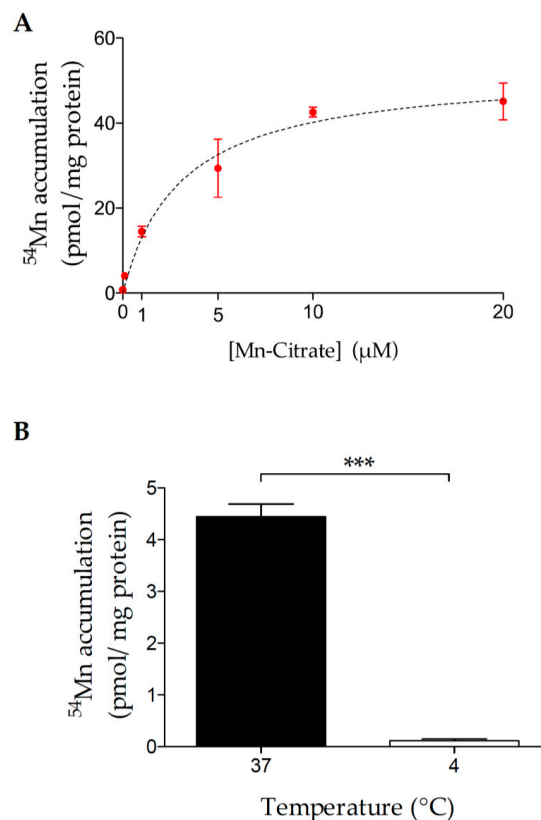 A
60
40
20
0
⁵⁴Mn accumulation
(pmol/mg protein)
0 1 5 10 20
[Mn-Citrate] (µM)
B
***
5
4
3
2
1
0
⁵⁴Mn accumulation
(pmol/ mg protein)
37 4
Temperature (°C)